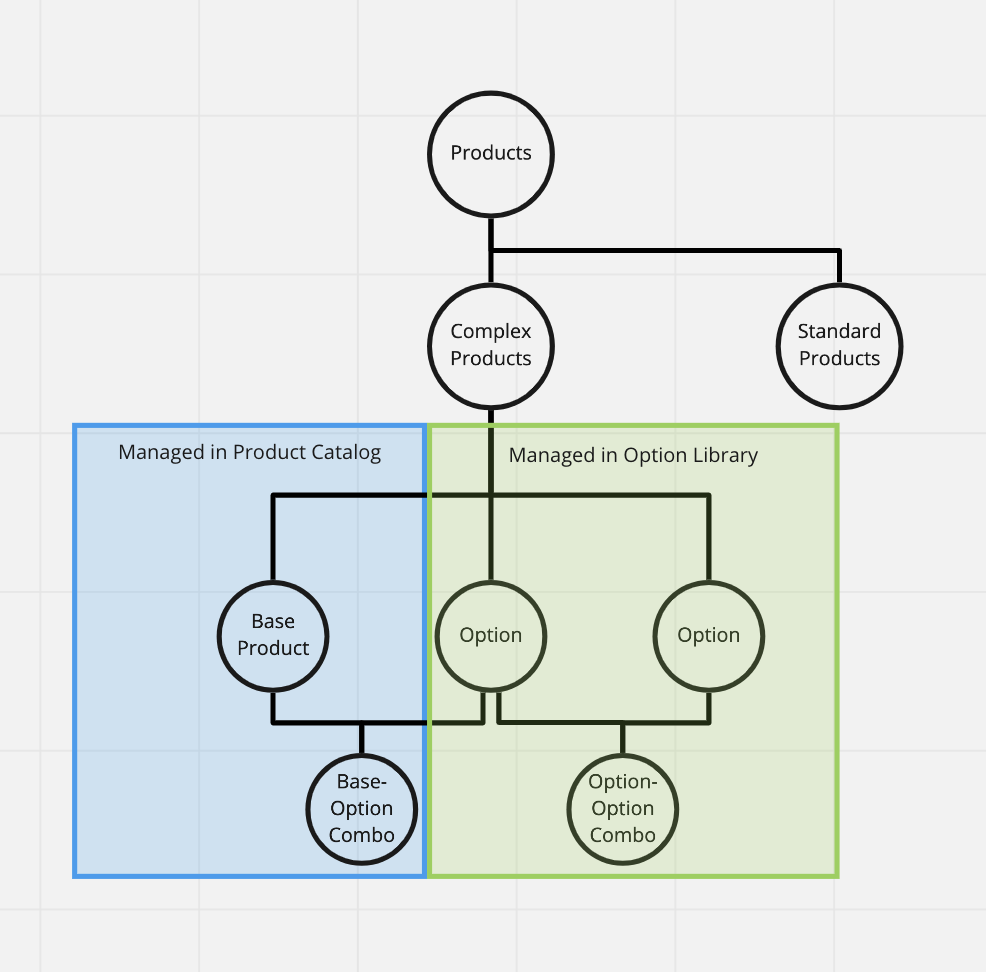 Products
Complex
Products
Standard
Products
Managed in Product Catalog
Managed in Option Library
Base
Product
Option
Option
Base-
Option
Combo
Option-
Option
Combo